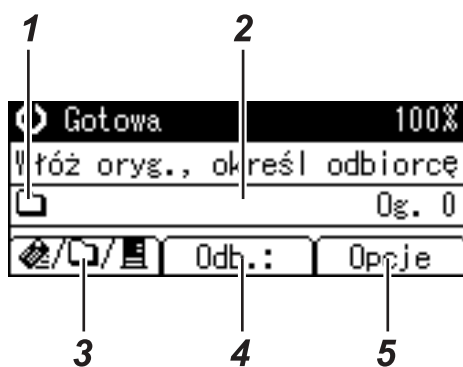 1 2
Gotowa 100%
Włóż oryg., określ odbiorcę
Og. 0
/ / Odb.: Opcje
3 4 5